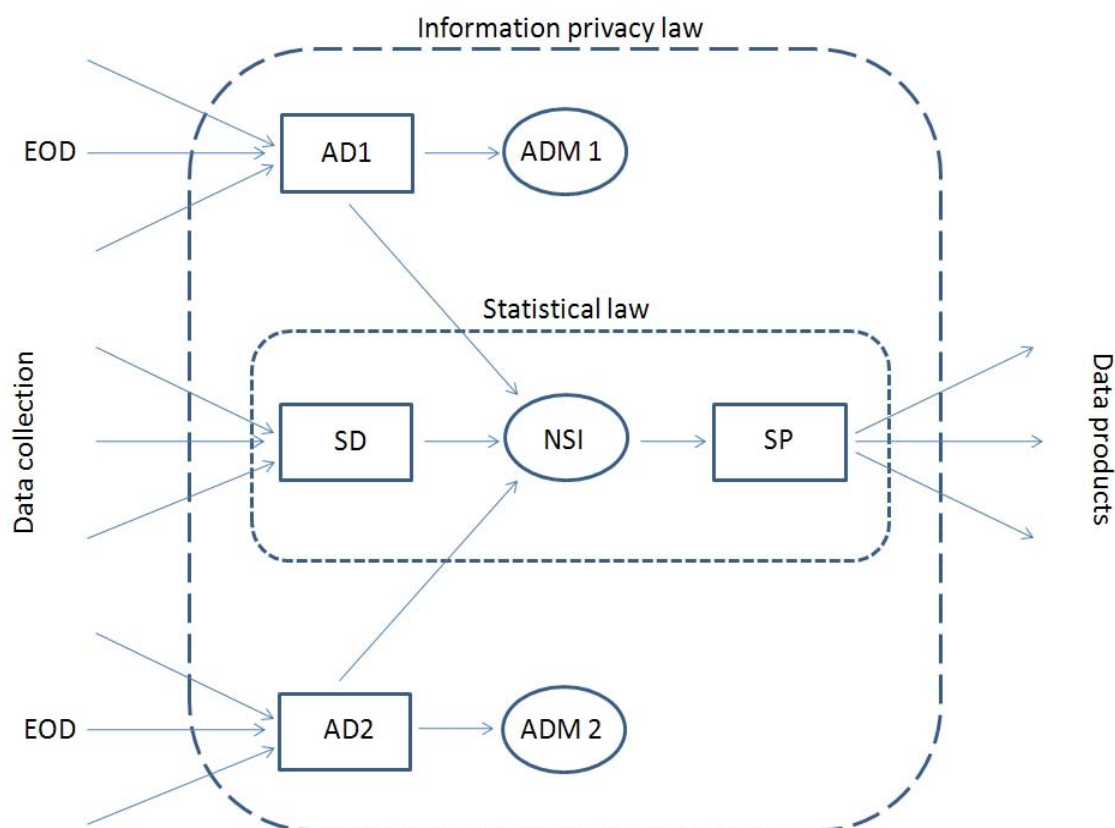 Information privacy law
EOD
AD1
ADM 1
Statistical law
Data collection
SD
NSI
SP
Data products
EOD
AD2
ADM 2